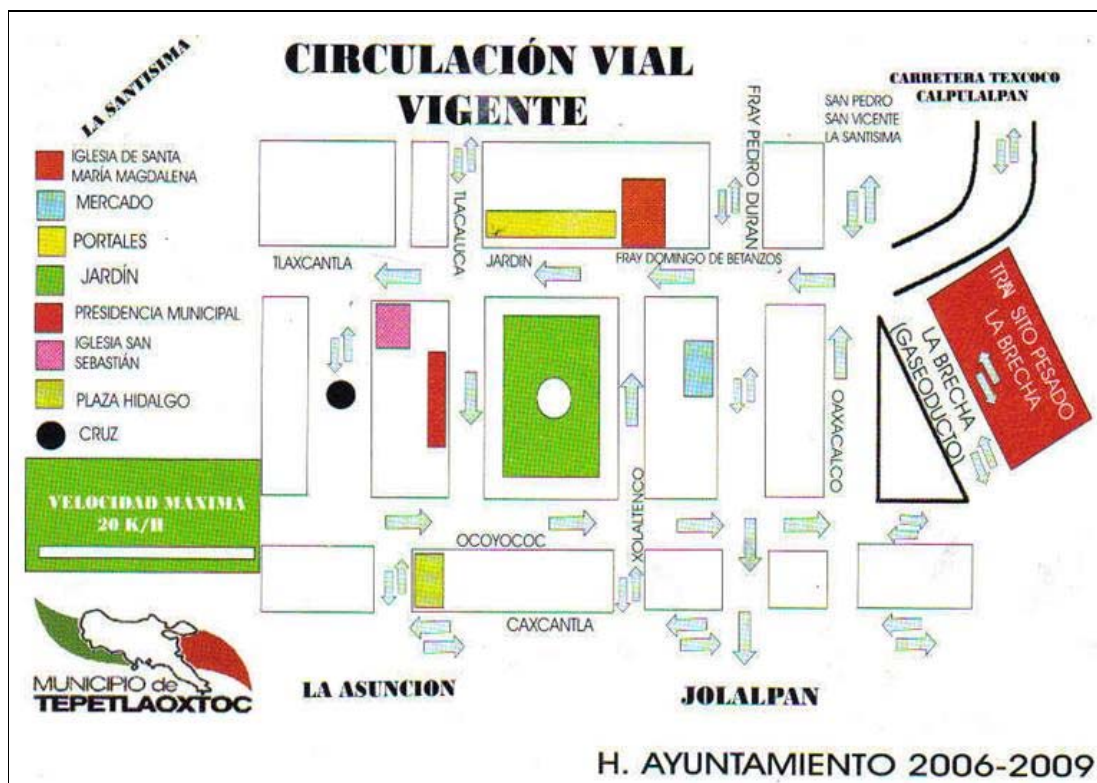 LA SANTISIMA
CIRCULACIÓN VIAL
VIGENTE
CARRETERA TEXCOCO
CALPULALPAN
SAN PEDRO
SAN VICENTE
LA SANTISIMA
FRAY PEDRO DURAN
TLACALUCA
IGLESIA DE SANTA
MARÍA MAGDALENA
MERCADO
PORTALES
JARDÍN
PRESIDENCIA MUNICIPAL
IGLESIA SAN
SEBASTIÁN
PLAZA HIDALGO
CRUZ
TLAXCANTLA
JARDIN
FRAY DOMINGO DE BETANZOS
TRAN SITO PESADO
LA BRECHA
LA BRECHA
(GASEODUCTO)
OAXACALCO
XOLALTENCO
VELOCIDAD MÁXIMA
20 K/H
OCOYOCOC
CAXCANTLA
MUNICIPIO de
TEPETLAOXTOC
LA ASUNCION
JOLALPAN
H. AYUNTAMIENTO 2006-2009